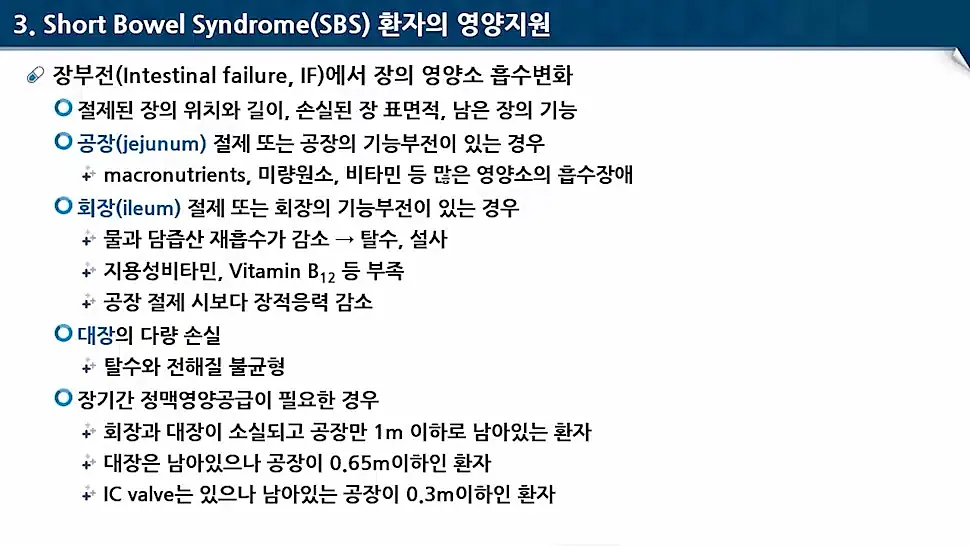 3. Short Bowel Syndrome(SBS) 환자의 영양지원
장부전(Intestinal failure, IF)에서 장의 영양소 흡수변화
절제된 장의 위치와 길이, 손실된 장 표면적, 남은 장의 기능
공장(jejunum) 절제 또는 공장의 기능부전이 있는 경우
macronutrients, 미량원소, 비타민 등 많은 영양소의 흡수장애
회장(ileum) 절제 또는 회장의 기능부전이 있는 경우
물과 담즙산 재흡수가 감소 → 탈수, 설사
지용성비타민, Vitamin B12 등 부족
공장 절제 시보다 장적응력 감소
대장의 다량 손실
탈수와 전해질 불균형
장기간 정맥영양공급이 필요한 경우
회장과 대장이 소실되고 공장만 1m 이하로 남아있는 환자
대장은 남아있으나 공장이 0.65m이하인 환자
IC valve는 있으나 남아있는 공장이 0.3m이하인 환자